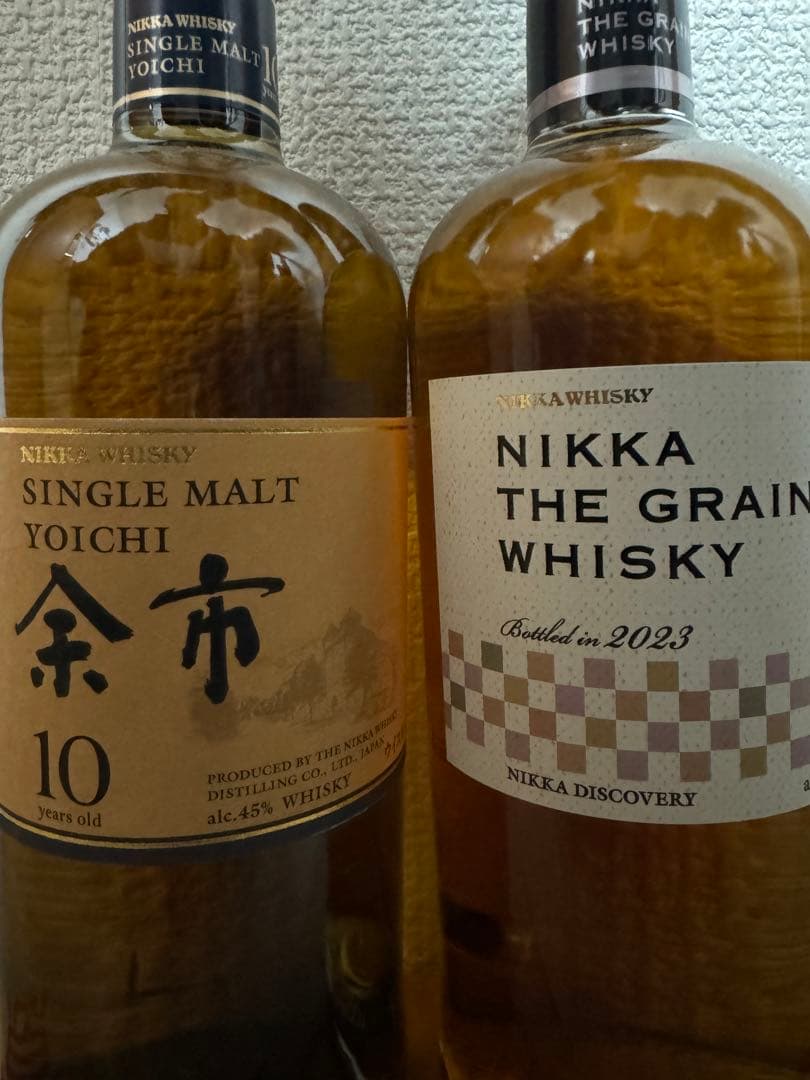 NIKKA WHISKY
SINGLE MALT
YOICHI
10
NIKKA WHISKY
SINGLE MALT
YOICHI
余市
10
years old
PRODUCED BY THE NIKKA WHISKY
DISTILLING CO., LTD., JAPAN
alc.45% WHISKY
NIKKA
THE GRAIN
WHISKY
NIKKA WHISKY
NIKKA
THE GRAIN
WHISKY
Bottled in 2023
NIKKA DISCOVERY